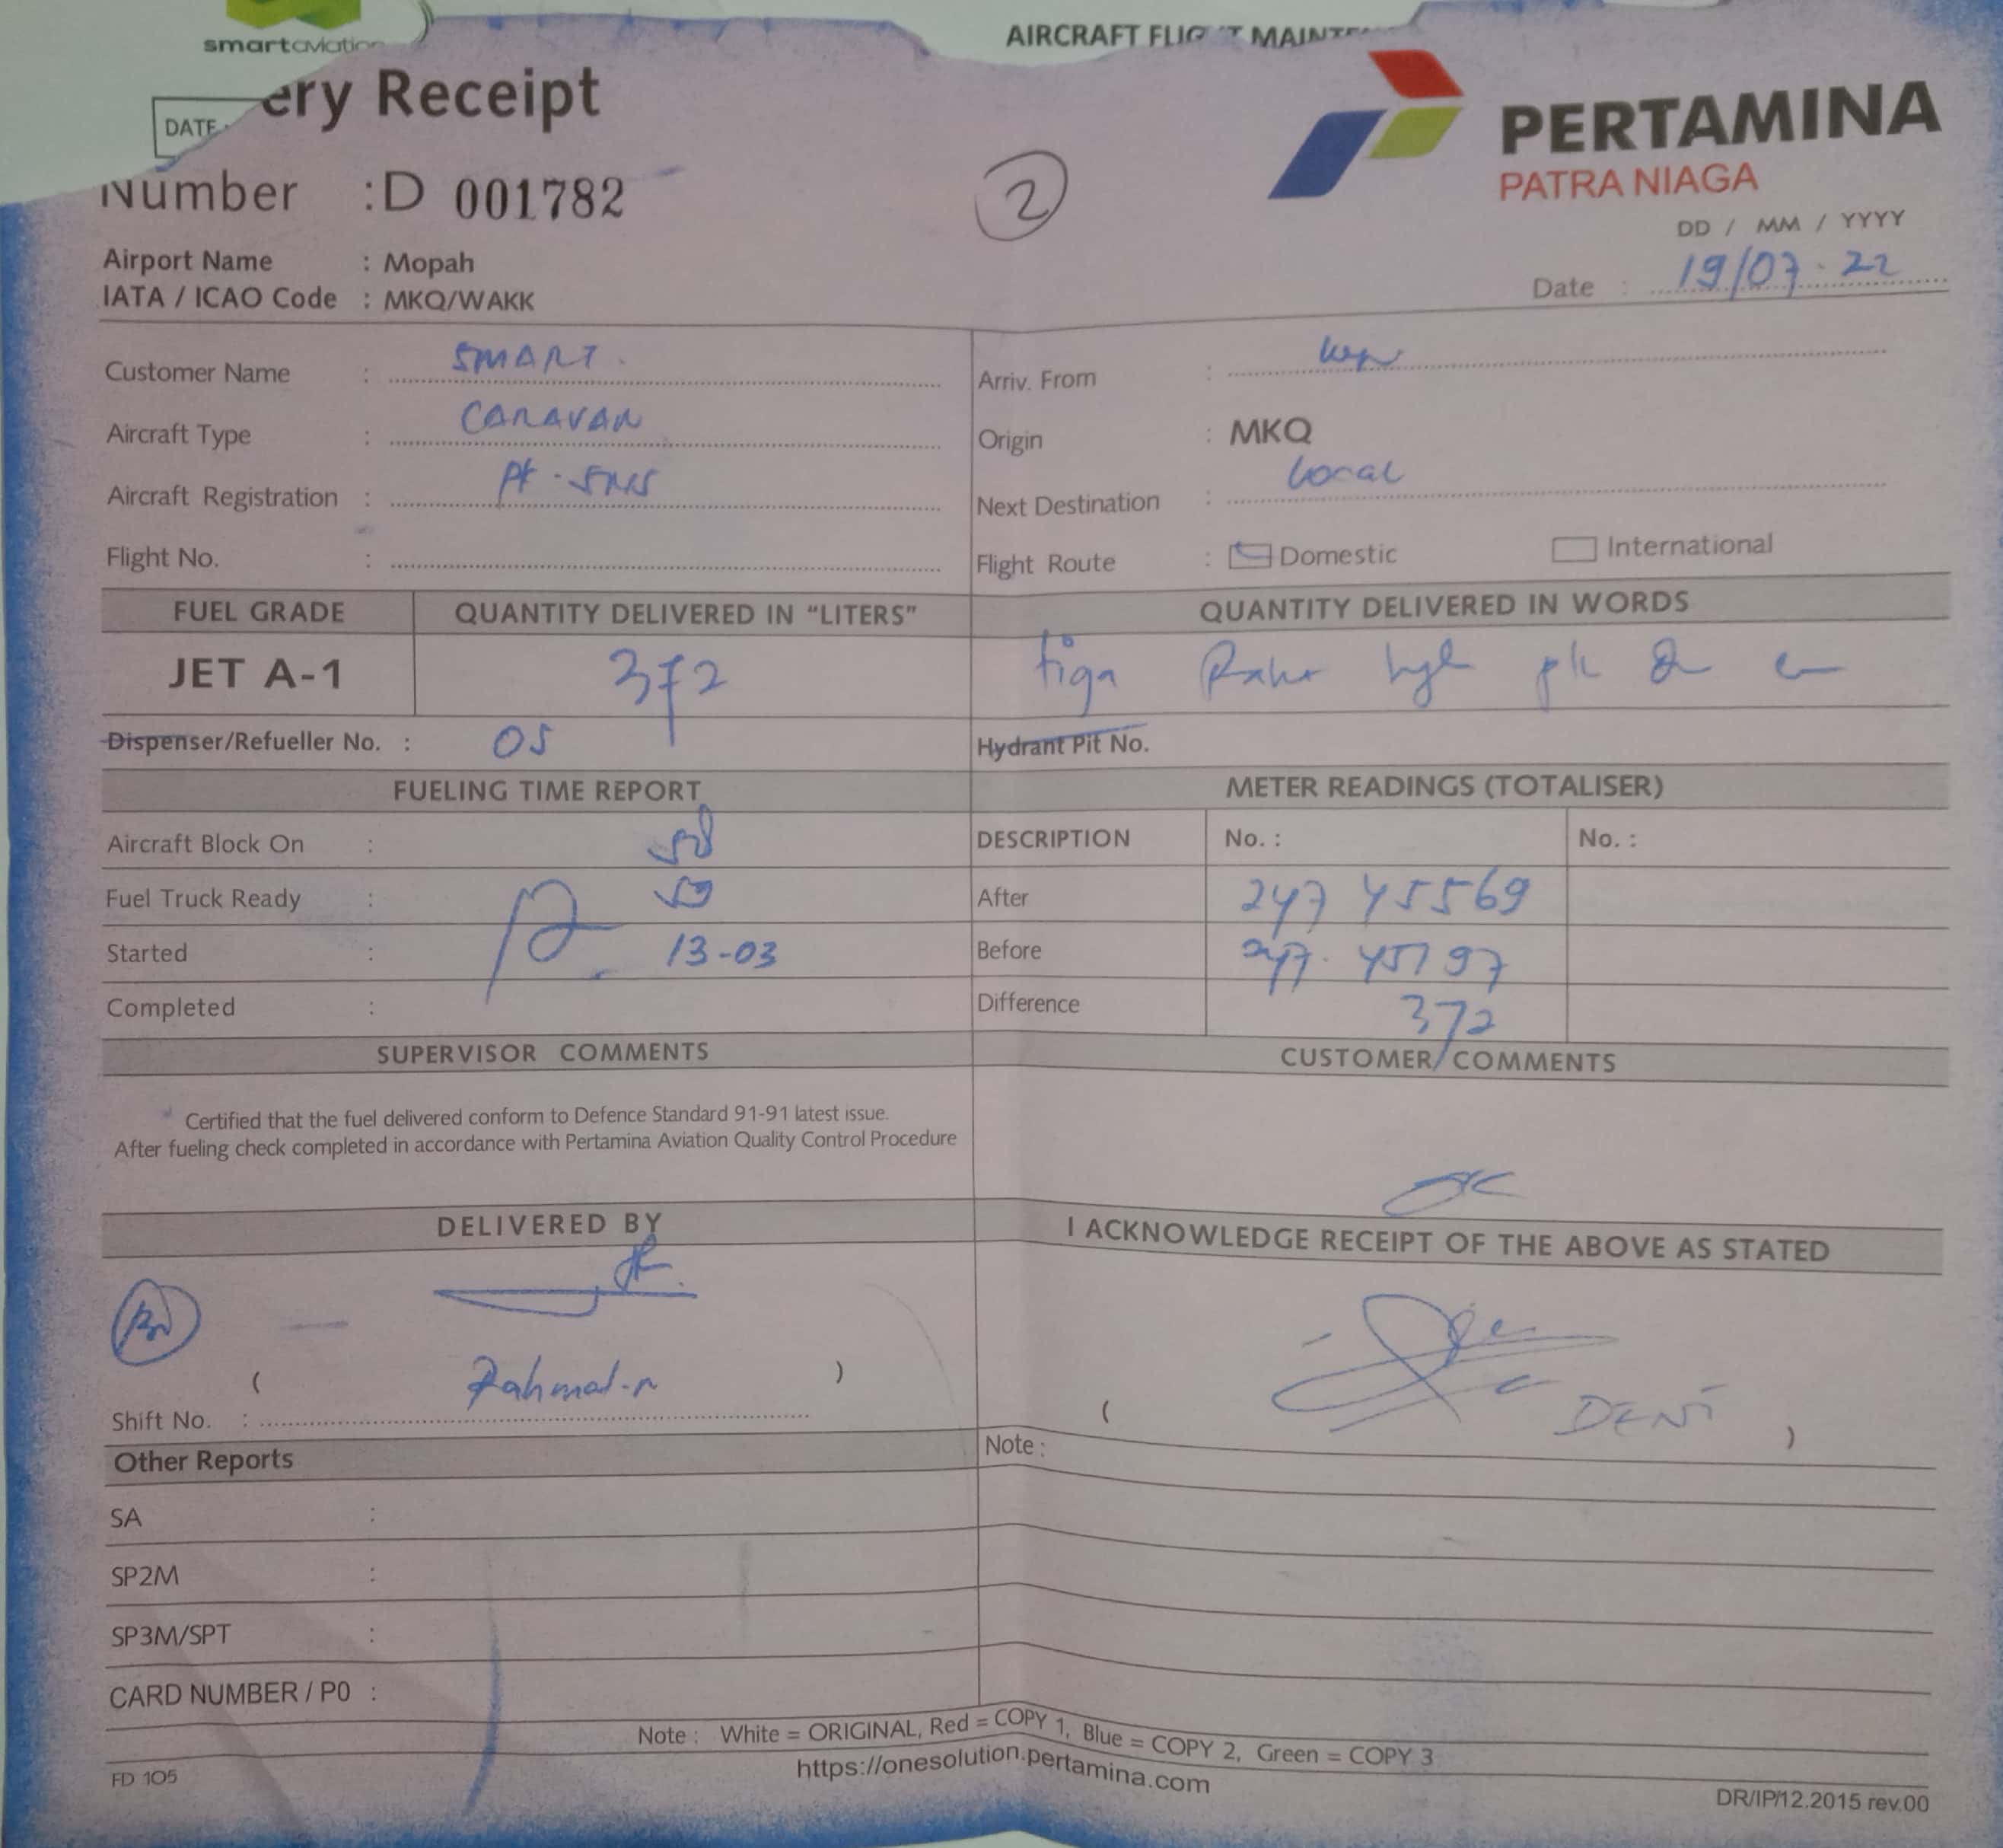 smartaviation
AIRCRAFT FLIGHT MAINTE
DATE
ery Receipt
PERTAMINA
PATRA NIAGA
Number : D 001782
2
DD / MM / YYYY
Date : 19/07.22
Airport Name : Mopah
IATA / ICAO Code : MKQ/WAKK
Customer Name : SMART.
Arriv. From :
Aircraft Type : CARAVAN
Origin : MKQ
Aircraft Registration : PK-
Next Destination : Local
Flight No. :
Flight Route : Domestic International
FUEL GRADE QUANTITY DELIVERED IN “LITERS” QUANTITY DELIVERED IN WORDS
JET A-1 372 tiga
Dispenser/Refueller No. : 05
Hydrant Pit No.
FUELING TIME REPORT METER READINGS (TOTALISER)
Aircraft Block On :
DESCRIPTION No. : No. :
Fuel Truck Ready : 59
After 247 45569
Started : 13-03
Before 247. 45197
Completed :
Difference 372
SUPERVISOR COMMENTS CUSTOMER COMMENTS
Certified that the fuel delivered conform to Defence Standard 91-91 latest issue.
After fueling check completed in accordance with Pertamina Aviation Quality Control Procedure
OK
DELIVERED BY I ACKNOWLEDGE RECEIPT OF THE ABOVE AS STATED
( Rahmad.n )
( DENI )
Shift No. :
Other Reports Note :
SA :
SP2M :
SP3M/SPT :
CARD NUMBER / P0 :
Note : White = ORIGINAL, Red = COPY 1, Blue = COPY 2, Green = COPY 3
https://onesolution.pertamina.com
FD 105
DR/IP/12.2015 rev.00